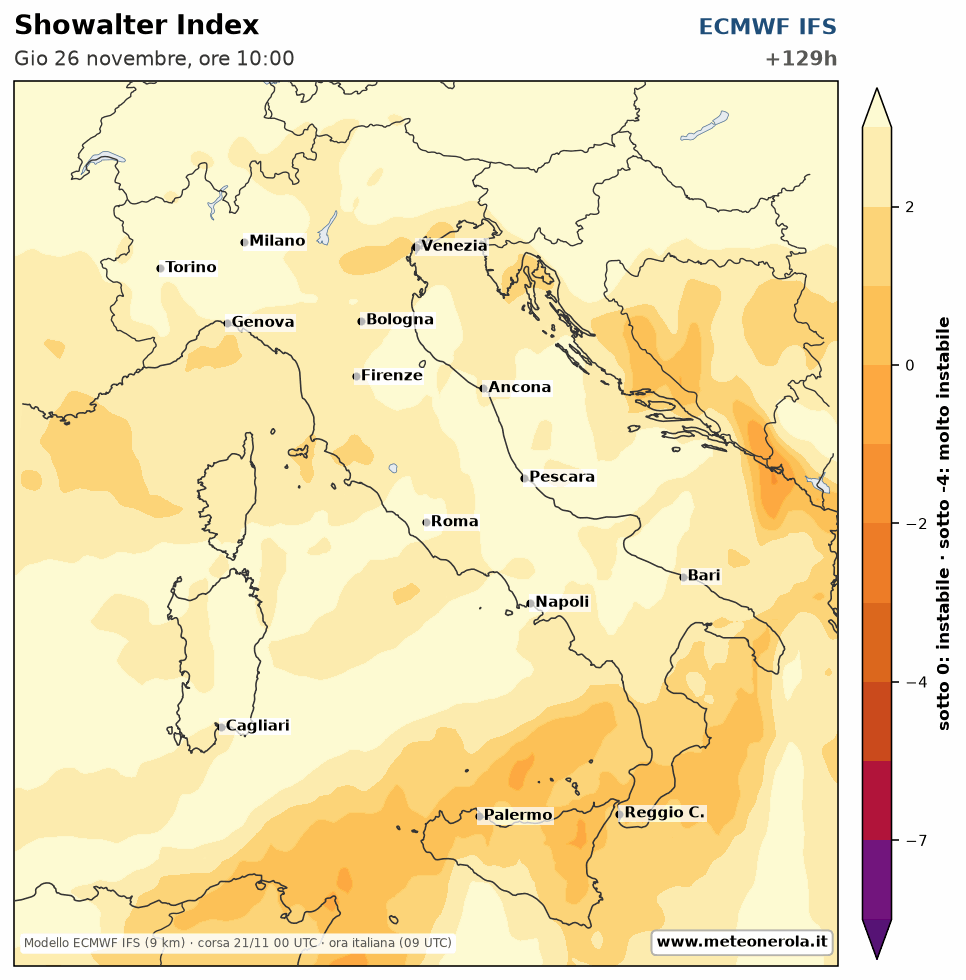 Showalter Index
ECMWF IFS
Gio 26 novembre, ore 10:00
+129h
Milano
Venezia
Torino
Genova
Bologna
Firenze
Ancona
Pescara
Roma
Bari
Napoli
Cagliari
Palermo
Reggio C.
2
0
−2
−4
−7
sotto 0: instabile · sotto -4: molto instabile
Modello ECMWF IFS (9 km) · corsa 21/11 00 UTC · ora italiana (09 UTC)
www.meteonerola.it